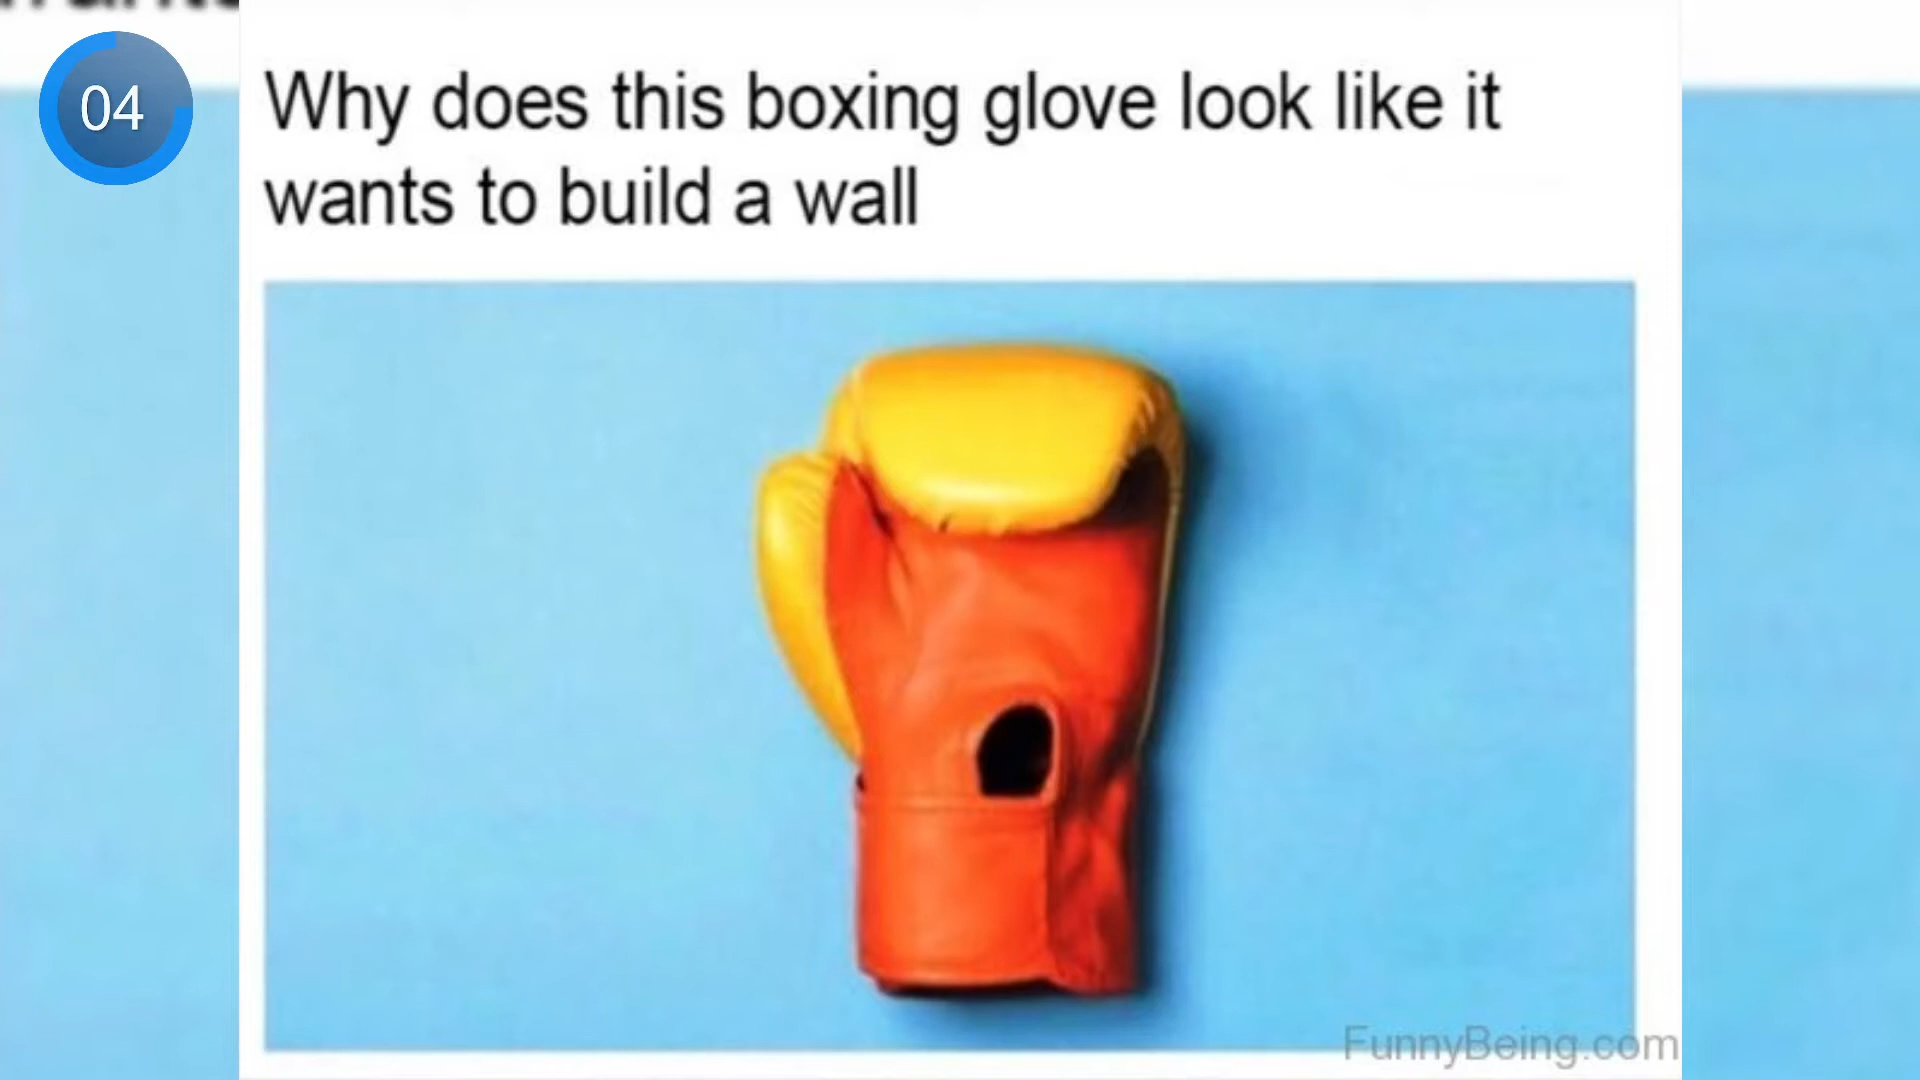 04
Why does this boxing glove look like it
wants to build a wall
FunnyBeing.com